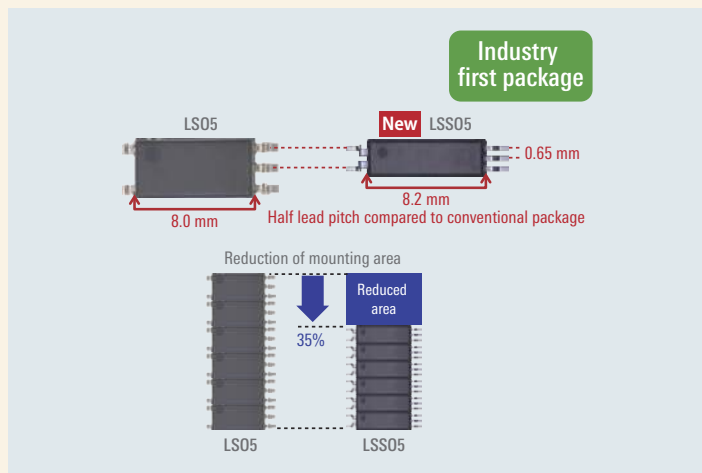 Industry
first package
LSO5
New
LSSO5
0.65 mm
8.0 mm
8.2 mm
Half lead pitch compared to conventional package
Reduction of mounting area
Reduced
area
35%
LSO5
LSSO5